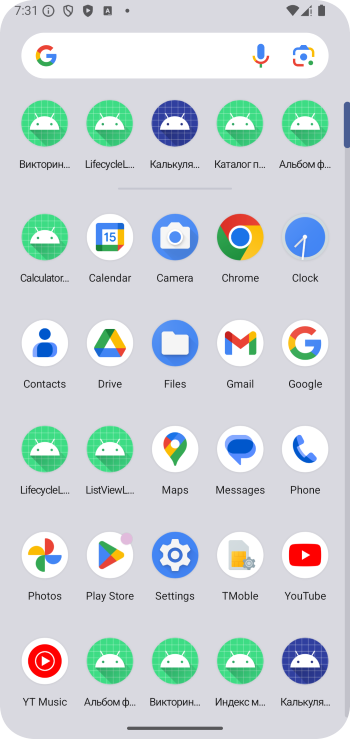 7:31
Викторин...
LifecycleL...
Калькуля...
Каталог п...
Альбом ф...
Calculator...
Calendar
Camera
Chrome
Clock
Contacts
Drive
Files
Gmail
Google
LifecycleL...
ListViewL...
Maps
Messages
Phone
Photos
Play Store
Settings
TMoble
YouTube
YT Music
Альбом ф...
Викторин...
Индекс м...
Калькуля...
15